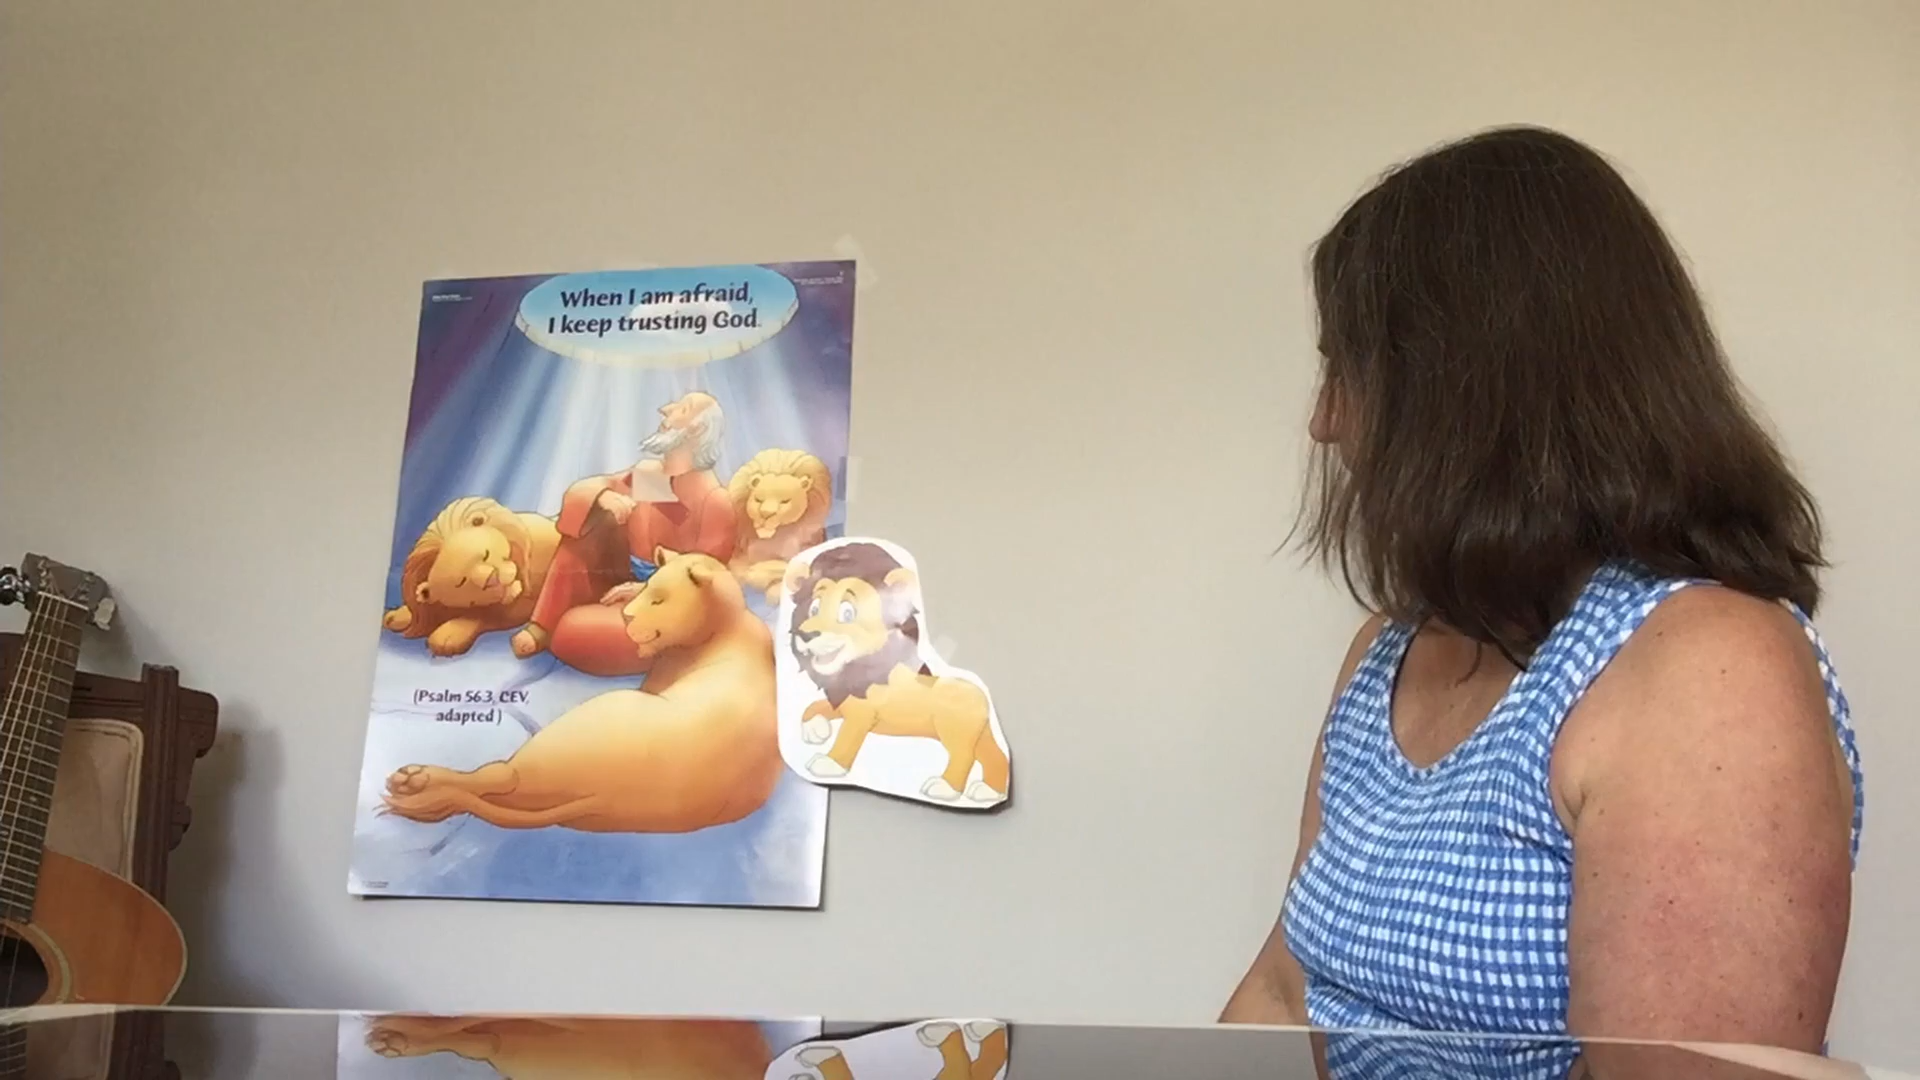 When I am afraid,
I keep trusting God.
(Psalm 56:3, CEV,
adapted)